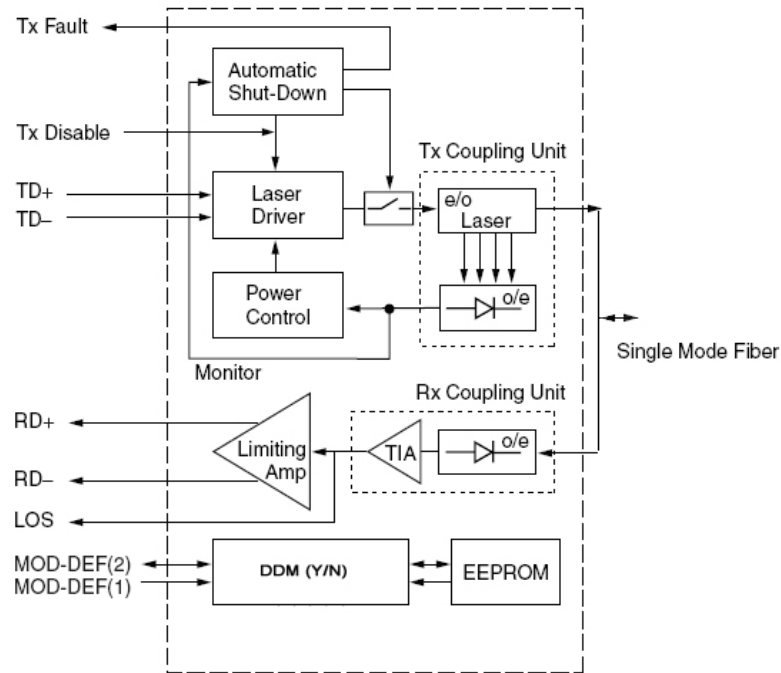 Tx Fault
Automatic
Shut-Down
Tx Disable
Tx Coupling Unit
TD+
TD–
Laser
Driver
e/o
Laser
Power
Control
o/e
Monitor
Single Mode Fiber
Rx Coupling Unit
RD+
RD–
LOS
Limiting
Amp
TIA
o/e
MOD-DEF(2)
MOD-DEF(1)
DDM (Y/N)
EEPROM